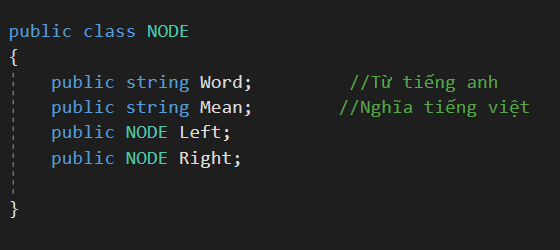 public class NODE
{
public string Word; //Từ tiếng anh
public string Mean; //Nghĩa tiếng việt
public NODE Left;
public NODE Right;
}